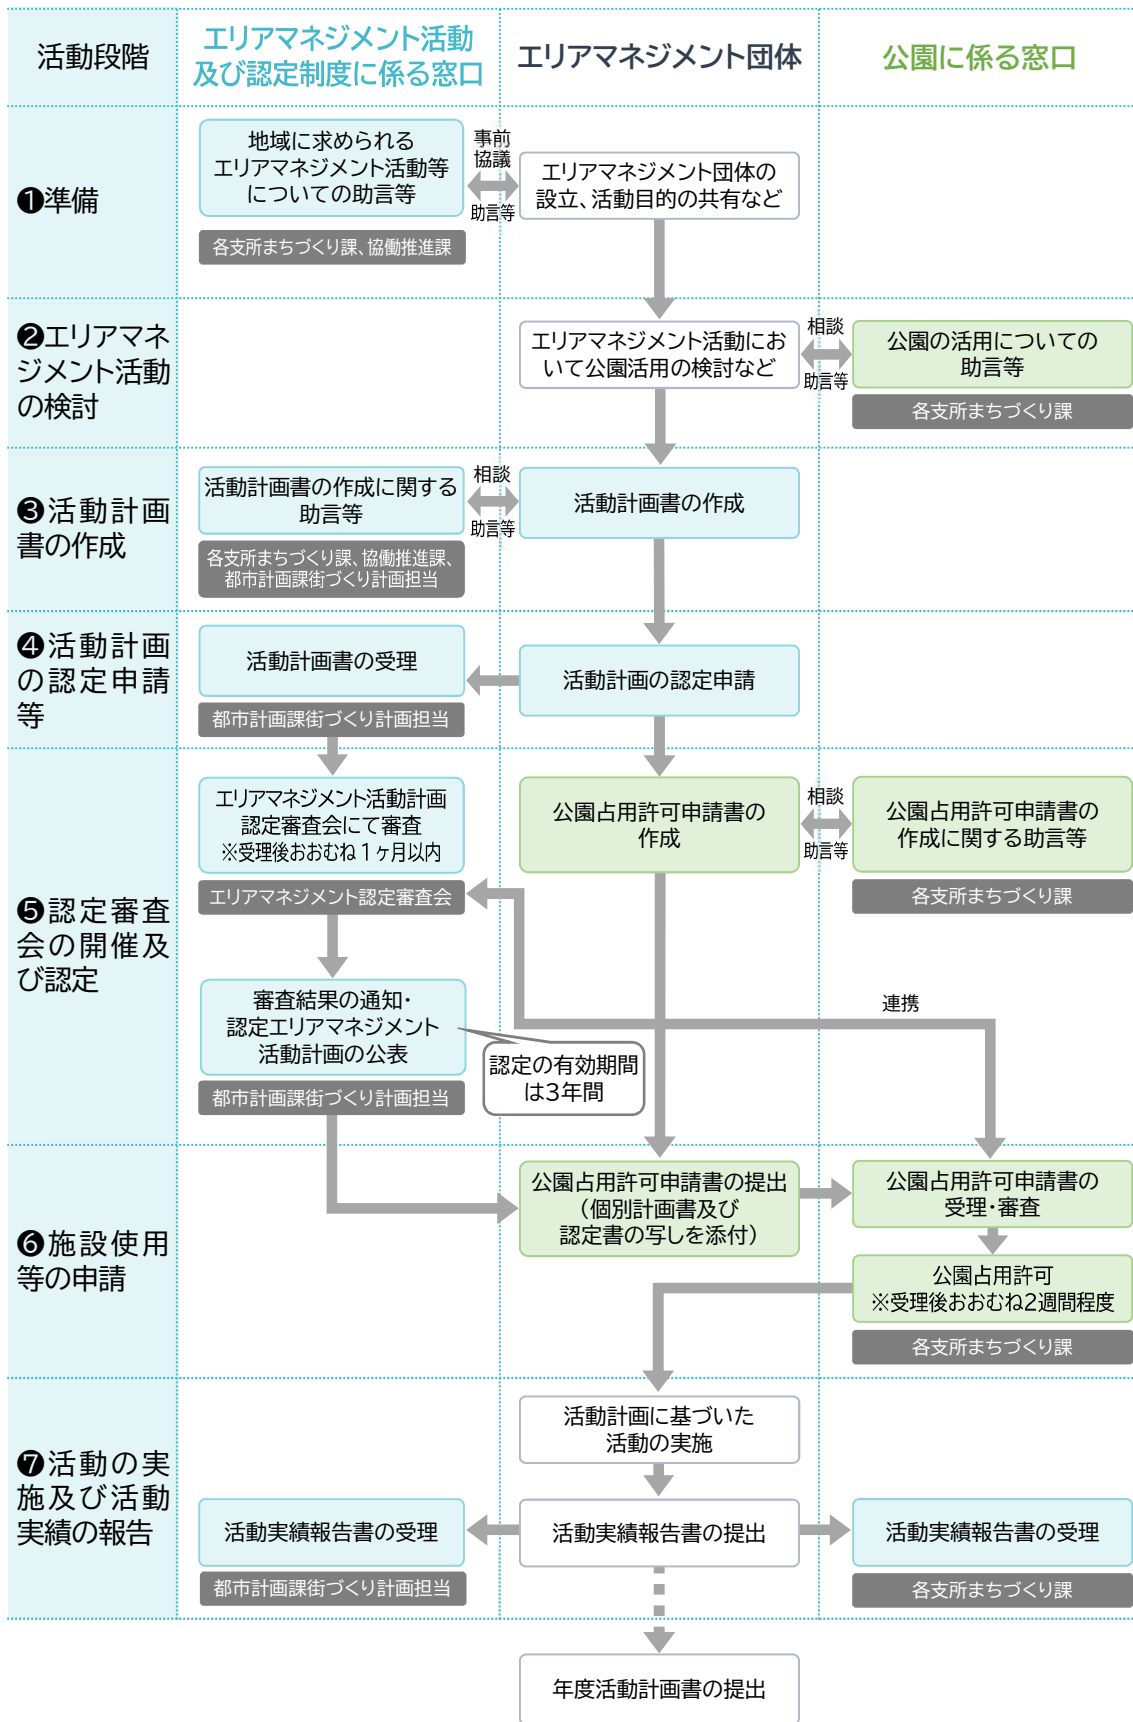 活動段階
エリアマネジメント活動
及び認定制度に係る窓口
エリアマネジメント団体
公園に係る窓口
❶準備
地域に求められる
エリアマネジメント活動等
についての助言等
各支所まちづくり課、協働推進課
事前
協議
助言等
エリアマネジメント団体の
設立、活動目的の共有など
❷エリアマネ
ジメント活動
の検討
エリアマネジメント活動にお
いて公園活用の検討など
相談
助言等
公園の活用についての
助言等
各支所まちづくり課
❸活動計画
書の作成
活動計画書の作成に関する
助言等
各支所まちづくり課、協働推進課、
都市計画課街づくり計画担当
相談
助言等
活動計画書の作成
❹活動計画
の認定申請
等
活動計画書の受理
都市計画課街づくり計画担当
活動計画の認定申請
❺認定審査
会の開催及
び認定
エリアマネジメント活動計画
認定審査会にて審査
※受理後おおむね1ヶ月以内
エリアマネジメント認定審査会
公園占用許可申請書の
作成
相談
助言等
公園占用許可申請書の
作成に関する助言等
各支所まちづくり課
連携
審査結果の通知・
認定エリアマネジメント
活動計画の公表
都市計画課街づくり計画担当
認定の有効期間
は3年間
❻施設使用
等の申請
公園占用許可申請書の提出
（個別計画書及び
認定書の写しを添付）
公園占用許可申請書の
受理・審査
公園占用許可
※受理後おおむね2週間程度
各支所まちづくり課
❼活動の実
施及び活動
実績の報告
活動計画に基づいた
活動の実施
活動実績報告書の受理
都市計画課街づくり計画担当
活動実績報告書の提出
活動実績報告書の受理
各支所まちづくり課
年度活動計画書の提出